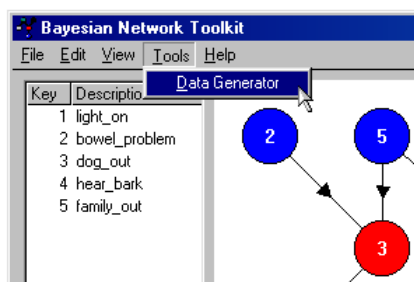 Bayesian Network Toolkit
File Edit View Tools Help
Data Generator
Key Descriptio
1 light_on
2 bowel_problem
3 dog_out
4 hear_bark
5 family_out
2 5
3